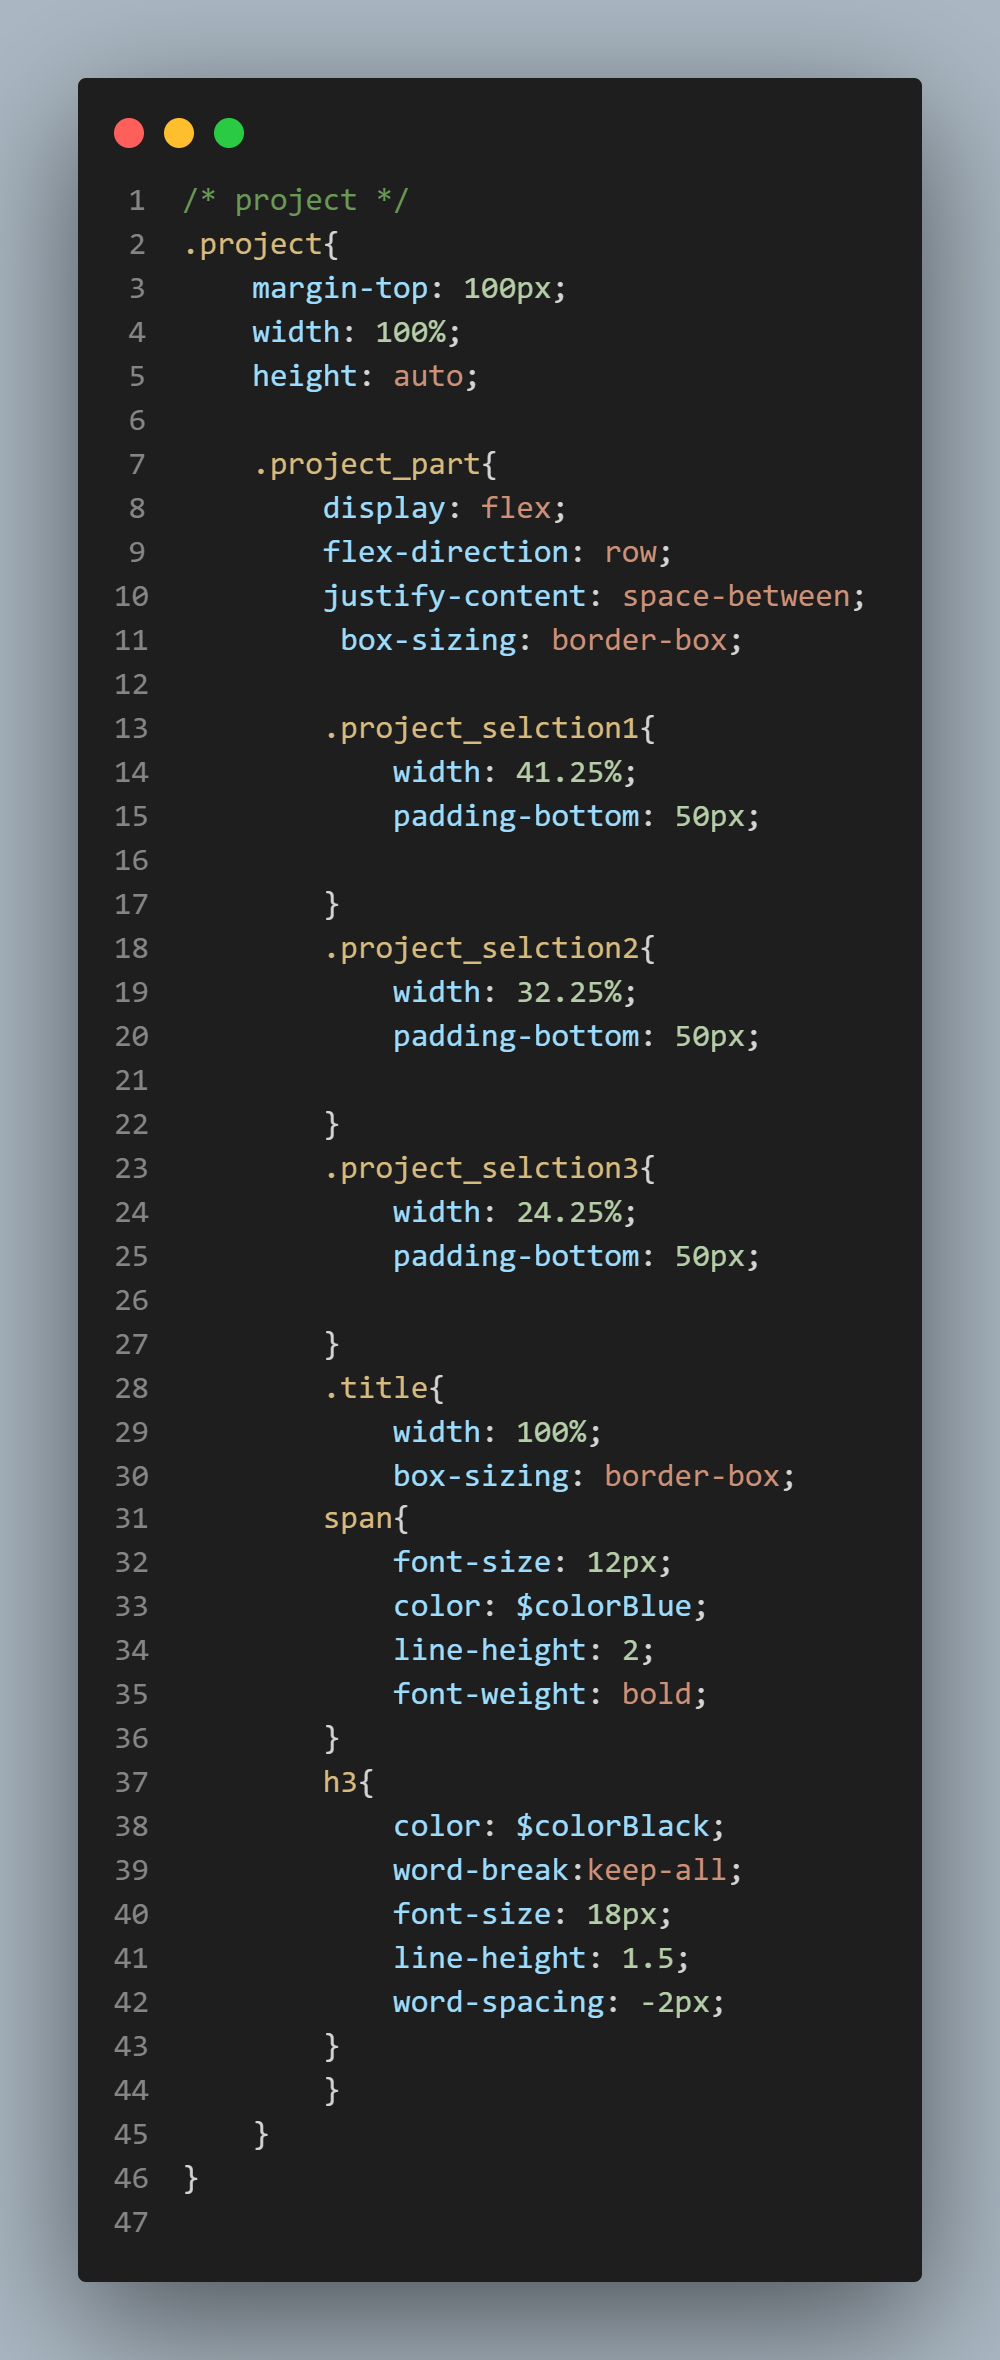 1 /* project */
2 .project{
3     margin-top: 100px;
4     width: 100%;
5     height: auto;
6
7     .project_part{
8         display: flex;
9         flex-direction: row;
10         justify-content: space-between;
11          box-sizing: border-box;
12
13         .project_selction1{
14             width: 41.25%;
15             padding-bottom: 50px;
16
17         }
18         .project_selction2{
19             width: 32.25%;
20             padding-bottom: 50px;
21
22         }
23         .project_selction3{
24             width: 24.25%;
25             padding-bottom: 50px;
26
27         }
28         .title{
29             width: 100%;
30             box-sizing: border-box;
31         span{
32             font-size: 12px;
33             color: $colorBlue;
34             line-height: 2;
35             font-weight: bold;
36         }
37         h3{
38             color: $colorBlack;
39             word-break:keep-all;
40             font-size: 18px;
41             line-height: 1.5;
42             word-spacing: -2px;
43         }
44         }
45     }
46 }
47